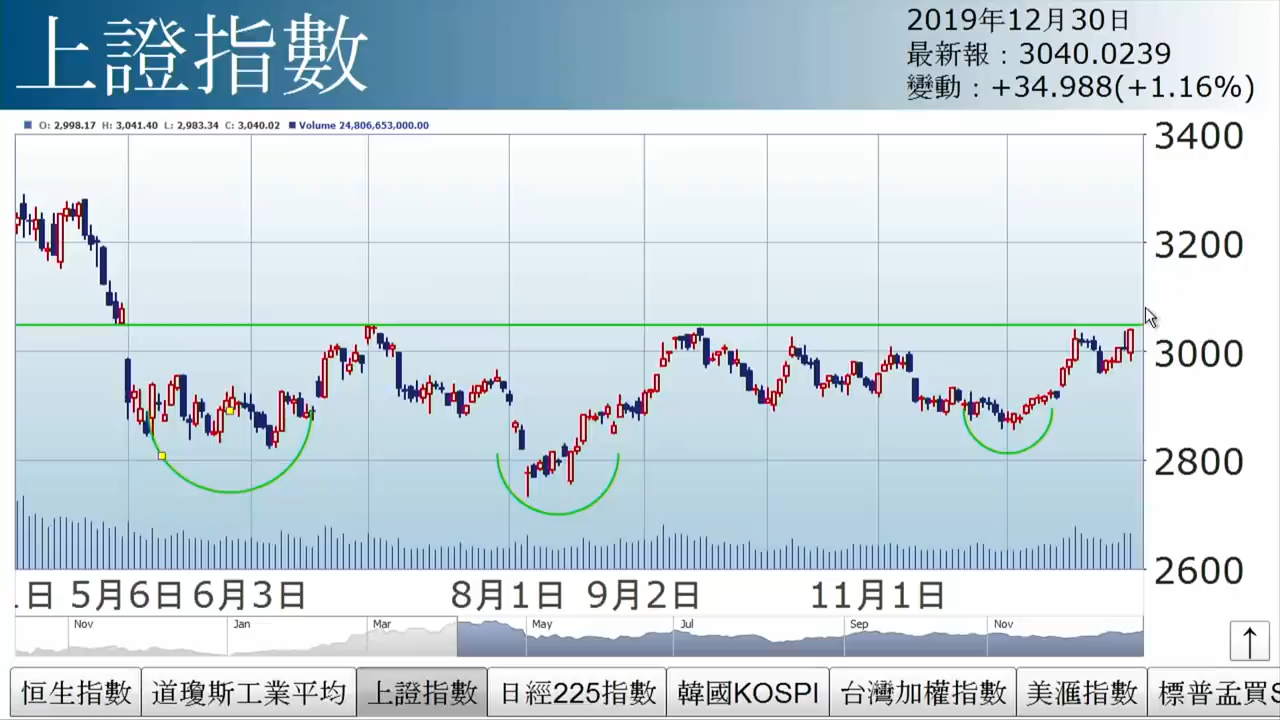 上證指數
2019年12月30日
最新報：3040.0239
變動：+34.988(+1.16%)
O: 2,998.17 H: 3,041.40 L: 2,983.34 C: 3,040.02 Volume 24,806,653,000.00
3400
3200
3000
2800
2600
日 5月6日 6月3日 8月1日 9月2日 11月1日
Nov Jan Mar May Jul Sep Nov
恒生指數 道瓊斯工業平均 上證指數 日經225指數 韓國KOSPI 台灣加權指數 美滙指數 標普孟買S